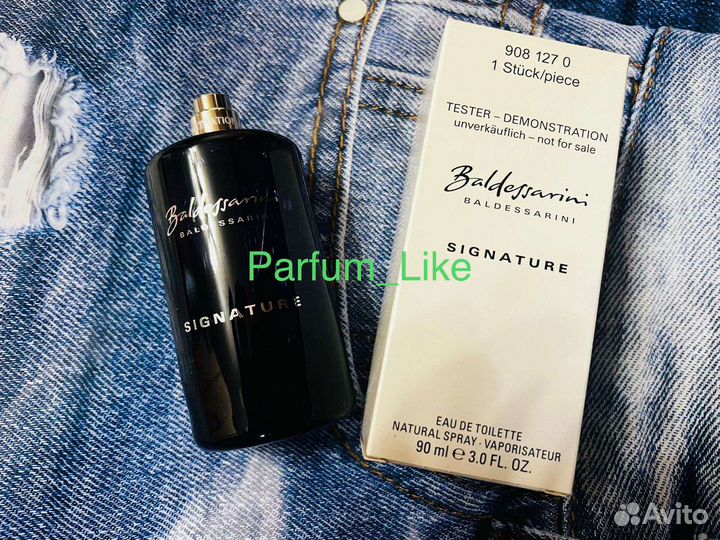 908 127 0
1 Stück/piece
TESTER – DEMONSTRATION
unverkäuflich – not for sale
Baldessarini
BALDESSARINI
SIGNATURE
EAU DE TOILETTE
NATURAL SPRAY · VAPORISATEUR
90 ml e 3.0 FL. OZ.
Baldessarini
BALDESSARINI
SIGNATURE
Parfum_Like
Avito